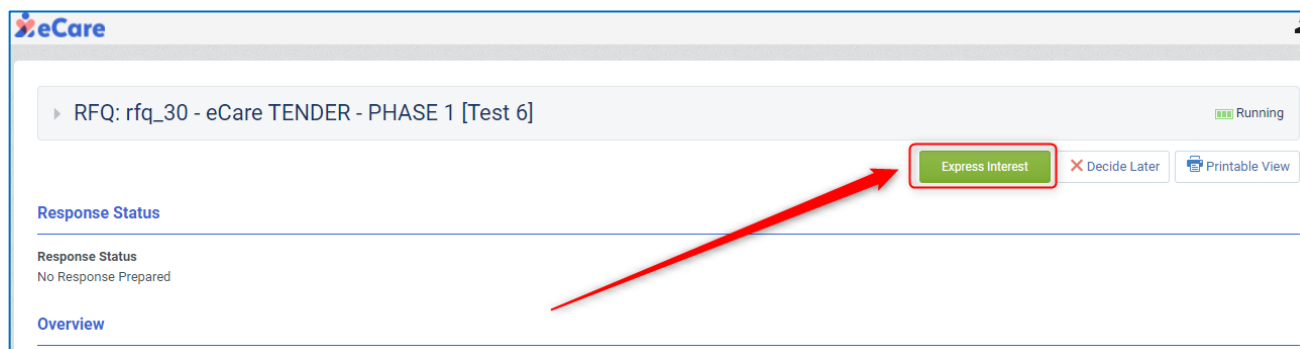 eCare
RFQ: rfq_30 - eCare TENDER - PHASE 1 [Test 6]
Running
Express Interest
Decide Later
Printable View
Response Status
Response Status
No Response Prepared
Overview